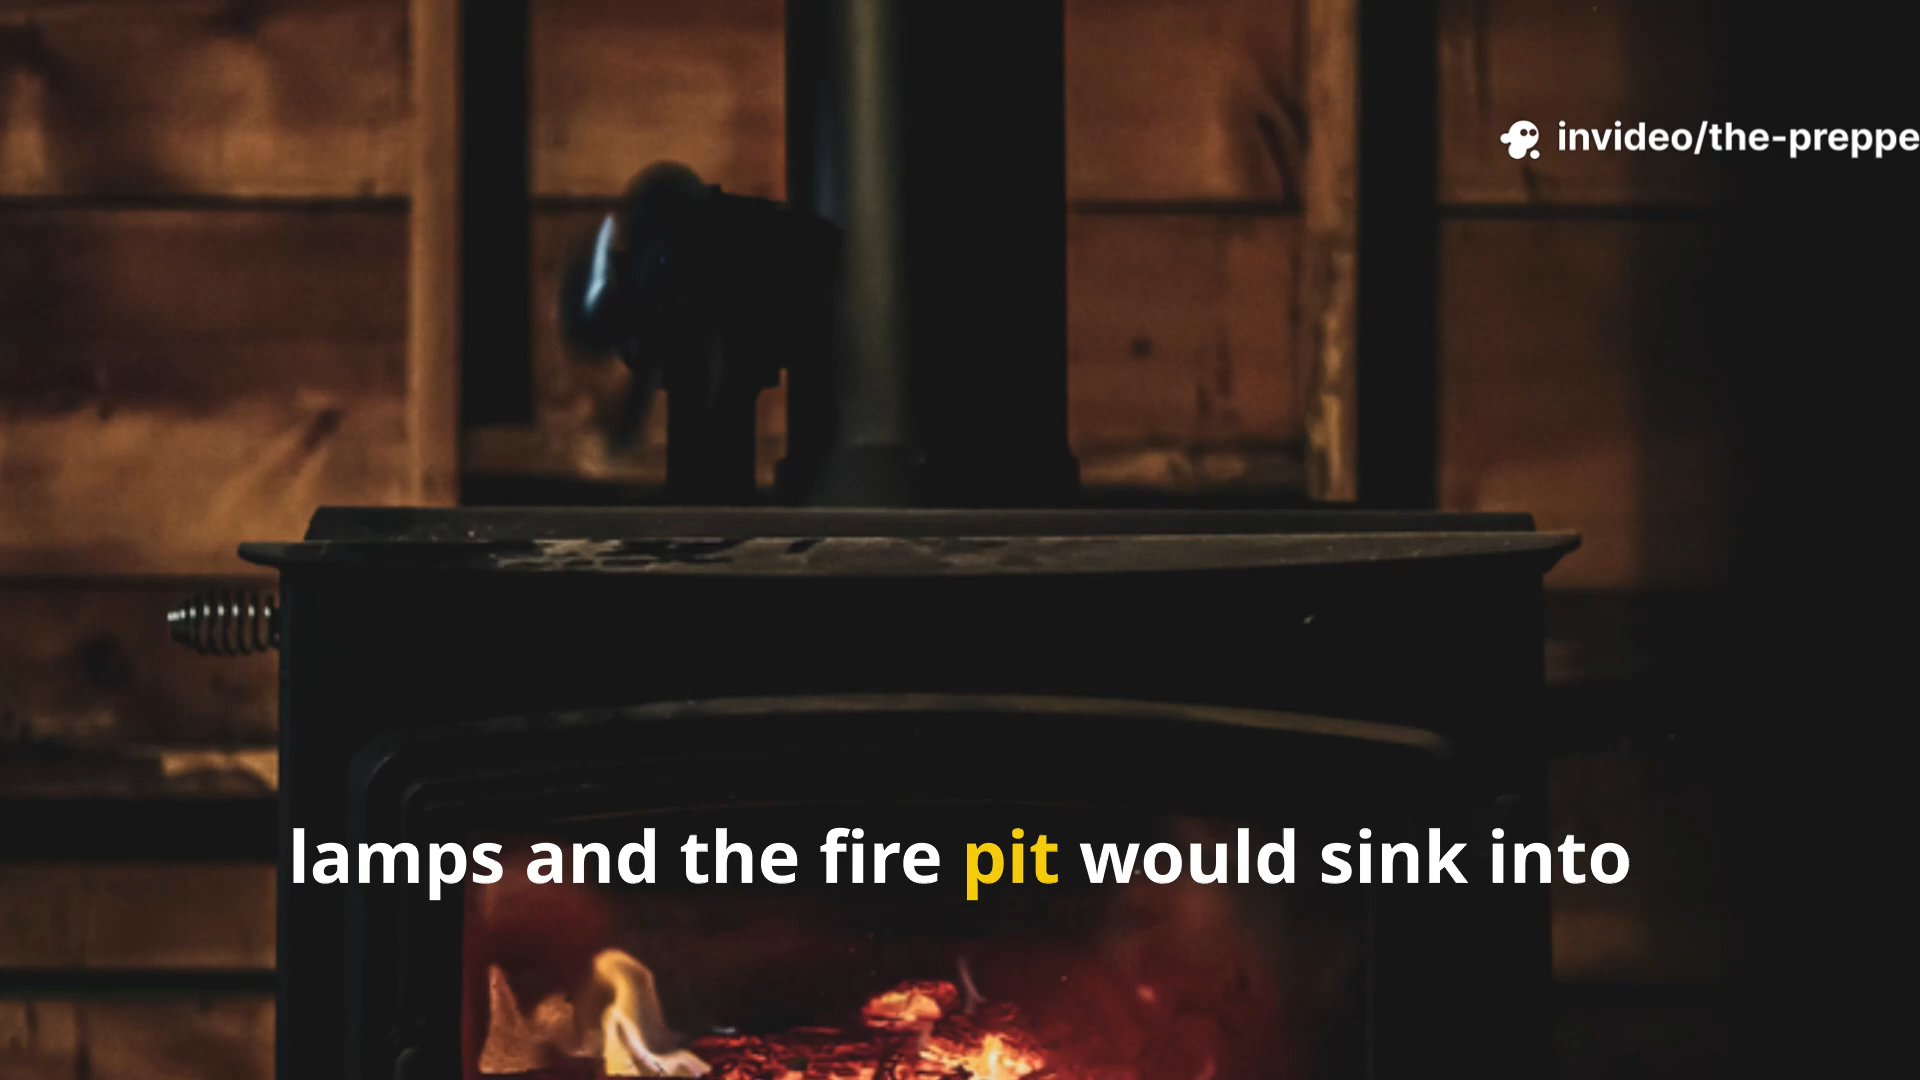 invideo/the-preppe
lamps and the fire pit would sink into